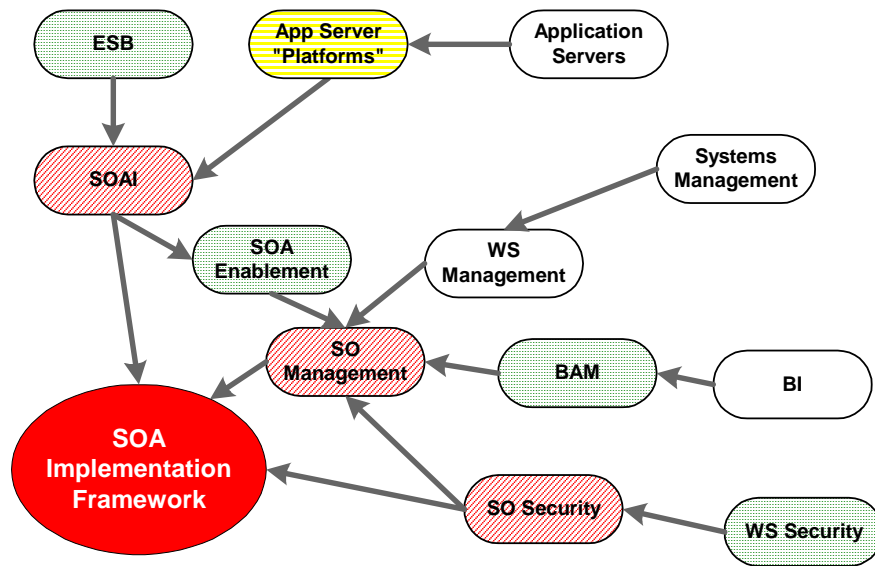 ESB
App Server
"Platforms"
Application
Servers
SOAI
Systems
Management
SOA
Enablement
WS
Management
SO
Management
BAM
BI
SOA
Implementation
Framework
SO Security
WS Security